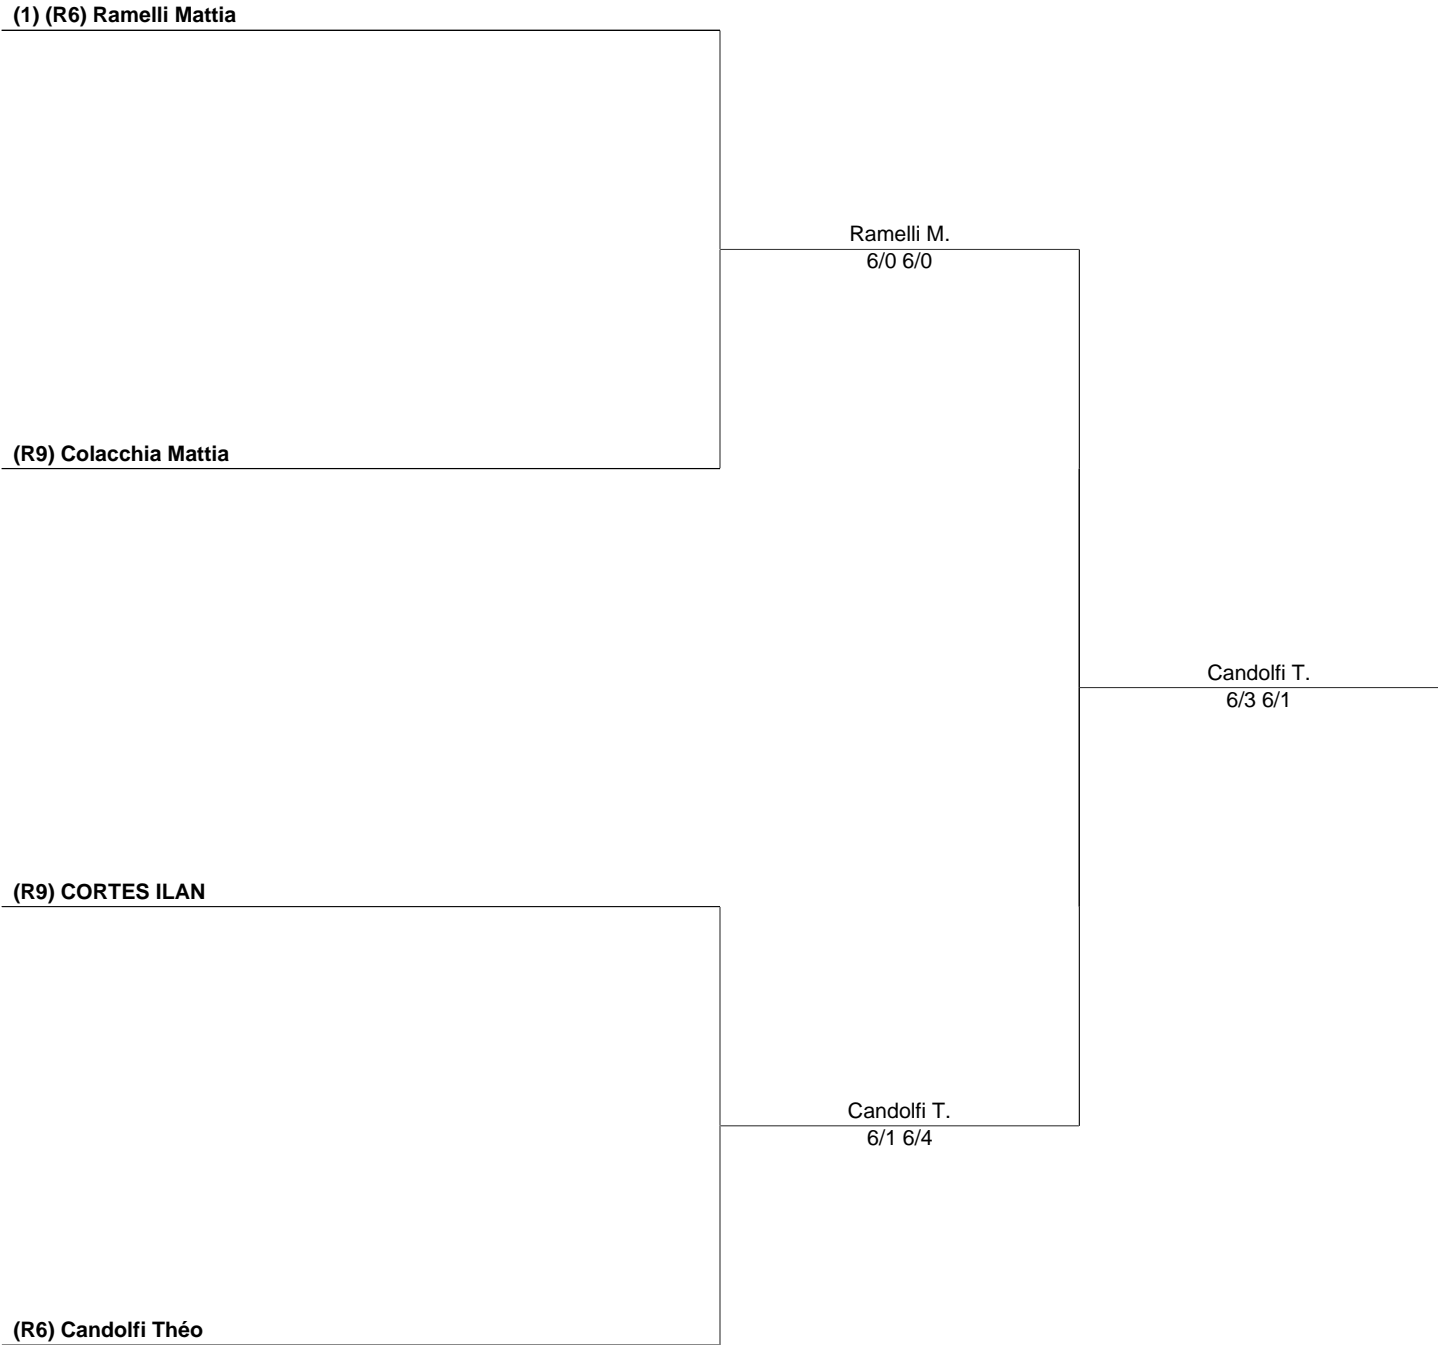 (1) (R6) Ramelli Mattia
Ramelli M.
6/0 6/0
(R9) Colacchia Mattia
Candolfi T.
6/3 6/1
(R9) CORTES ILAN
Candolfi T.
6/1 6/4
(R6) Candolfi Théo